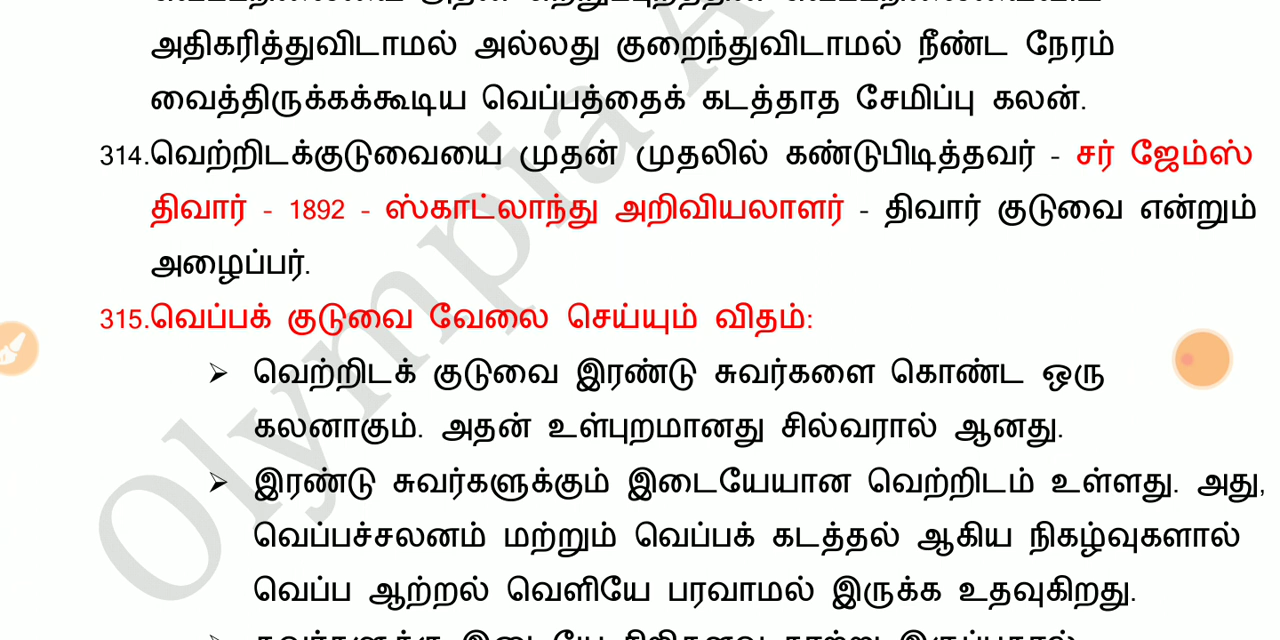 அதிகரித்துவிடாமல் அல்லது குறைந்துவிடாமல் நீண்ட நேரம்
வைத்திருக்கக்கூடிய வெப்பத்தைக் கடத்தாத சேமிப்பு கலன்.
314.வெற்றிடக்குடுவையை முதன் முதலில் கண்டுபிடித்தவர் - சர் ஜேம்ஸ்
திவார் - 1892 - ஸ்காட்லாந்து அறிவியலாளர் - திவார் குடுவை என்றும்
அழைப்பர்.
315.வெப்பக் குடுவை வேலை செய்யும் விதம்:
➢ வெற்றிடக் குடுவை இரண்டு சுவர்களை கொண்ட ஒரு
கலனாகும். அதன் உள்புறமானது சில்வரால் ஆனது.
➢ இரண்டு சுவர்களுக்கும் இடையேயான வெற்றிடம் உள்ளது. அது,
வெப்பச்சலனம் மற்றும் வெப்பக் கடத்தல் ஆகிய நிகழ்வுகளால்
வெப்ப ஆற்றல் வெளியே பரவாமல் இருக்க உதவுகிறது.
Olympia A